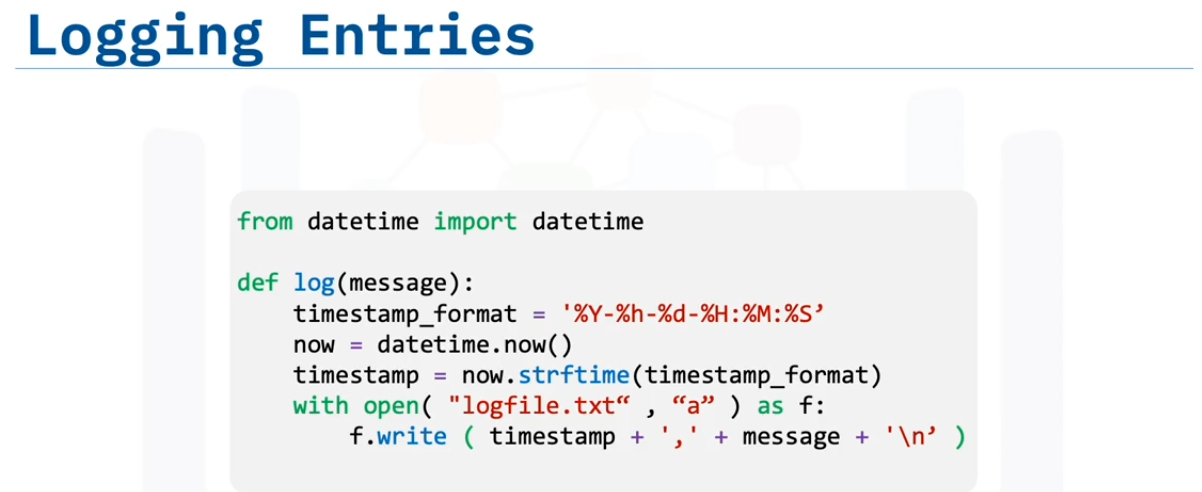 Logging Entries
from datetime import datetime
def log(message):
timestamp_format = '%Y-%h-%d-%H:%M:%S’
now = datetime.now()
timestamp = now.strftime(timestamp_format)
with open( "logfile.txt“ , “a” ) as f:
f.write ( timestamp + ',' + message + '\n’ )